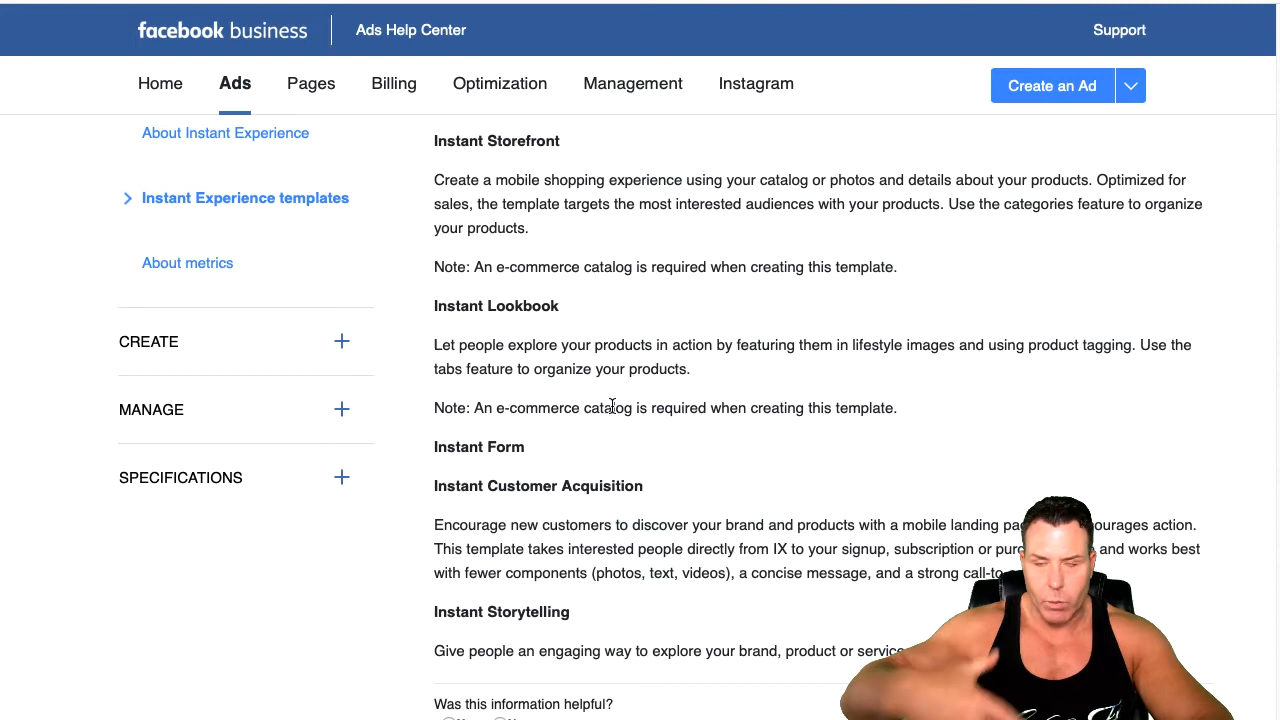 facebook business
Ads Help Center
Support
Home
Ads
Pages
Billing
Optimization
Management
Instagram
Create an Ad
About Instant Experience
Instant Experience templates
About metrics
CREATE
MANAGE
SPECIFICATIONS
Instant Storefront
Create a mobile shopping experience using your catalog or photos and details about your products. Optimized for
sales, the template targets the most interested audiences with your products. Use the categories feature to organize
your products.
Note: An e-commerce catalog is required when creating this template.
Instant Lookbook
Let people explore your products in action by featuring them in lifestyle images and using product tagging. Use the
tabs feature to organize your products.
Note: An e-commerce catalog is required when creating this template.
Instant Form
Instant Customer Acquisition
Encourage new customers to discover your brand and products with a mobile landing action.
This template takes interested people directly from IX to your signup, subscription or and works best
with fewer components (photos, text, videos), a concise message, and a strong
Instant Storytelling
Give people an engaging way to explore your brand, product or
Was this information helpful?